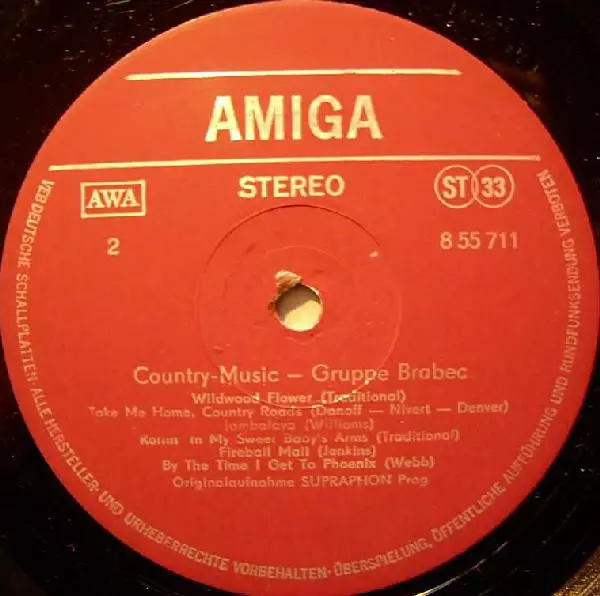 AMIGA
AWA
STEREO
ST 33
2
8 55 711
Country-Music — Gruppe Brabec
Wildwood Flower (Traditional)
Take Me Home, Country Roads (Danoff — Nivert — Denver)
Jambalaya (Williams)
Rollin' In My Sweet Baby's Arms (Traditional)
Fireball Mail (Jenkins)
By The Time I Get To Phoenix (Webb)
Originalaufnahme SUPRAPHON Prag
VEB DEUTSCHE SCHALLPLATTEN · ALLE HERSTELLER- UND URHEBERRECHTE VORBEHALTEN · ÜBERSPIELUNG, ÖFFENTLICHE AUFFÜHRUNG UND RUNDFUNKSENDUNG VERBOTEN